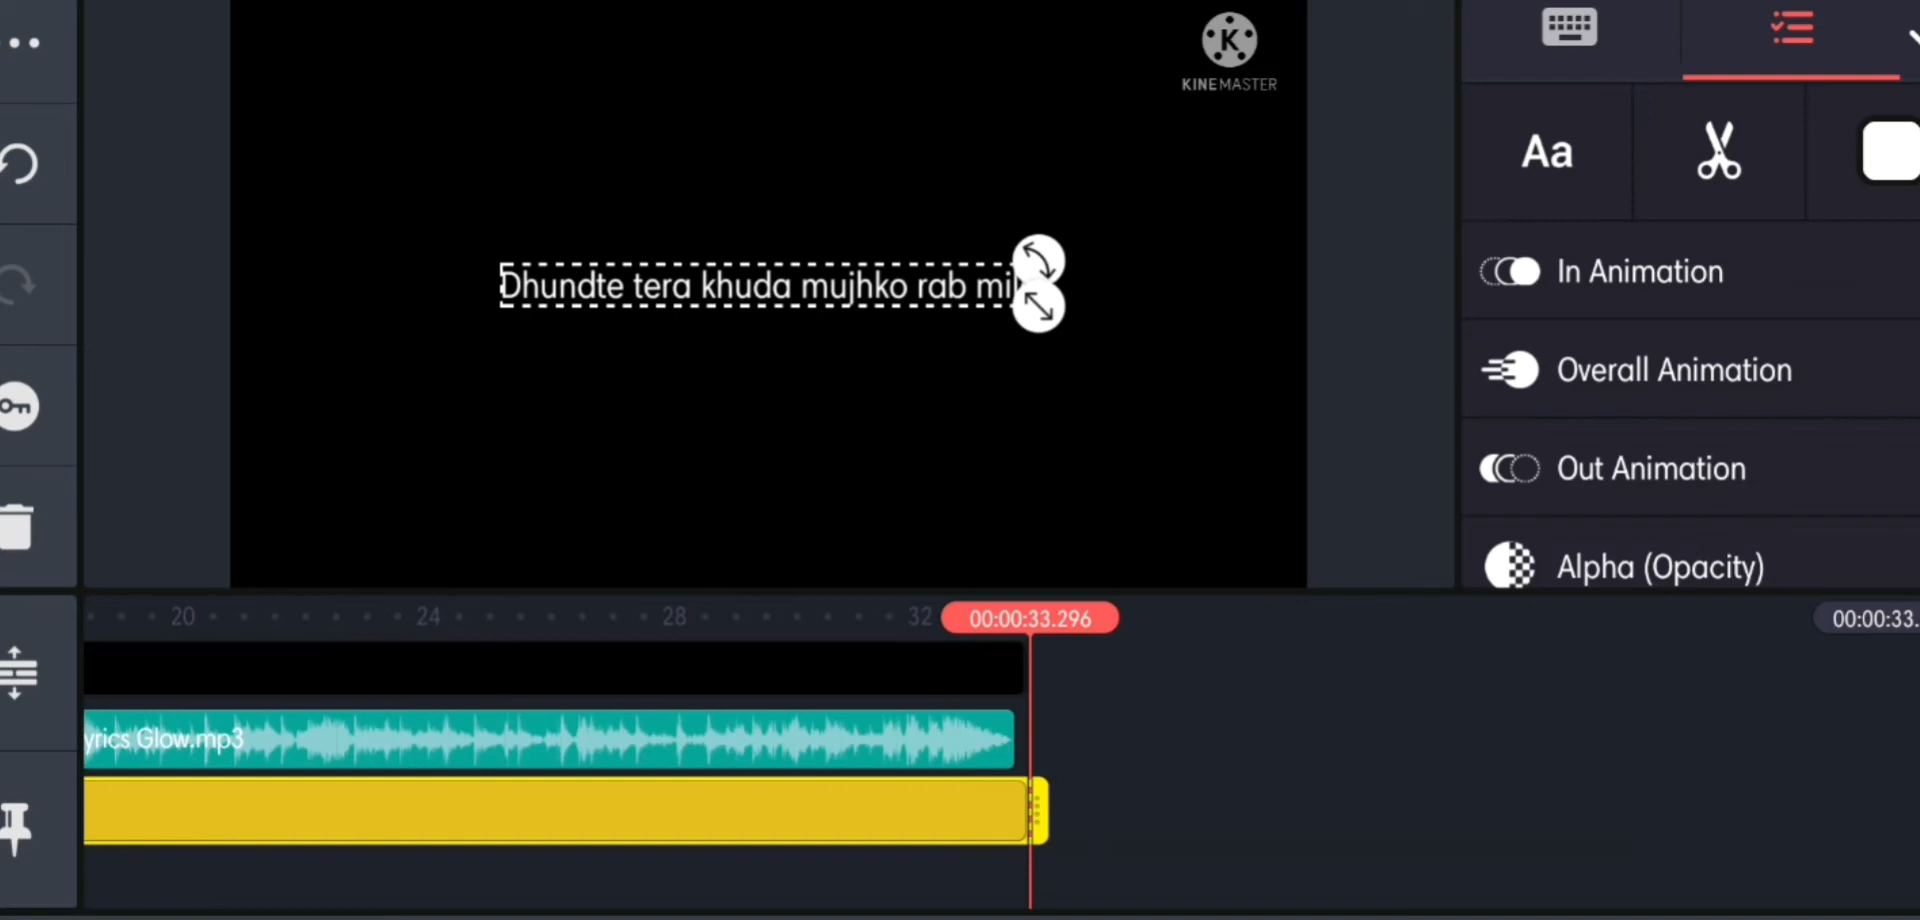 KINEMASTER
Aa
Dhundte tera khuda mujhko rab mil
In Animation
Overall Animation
Out Animation
Alpha (Opacity)
20 24 28 32 00:00:33.296 00:00:33.
yrics Glow.mp3